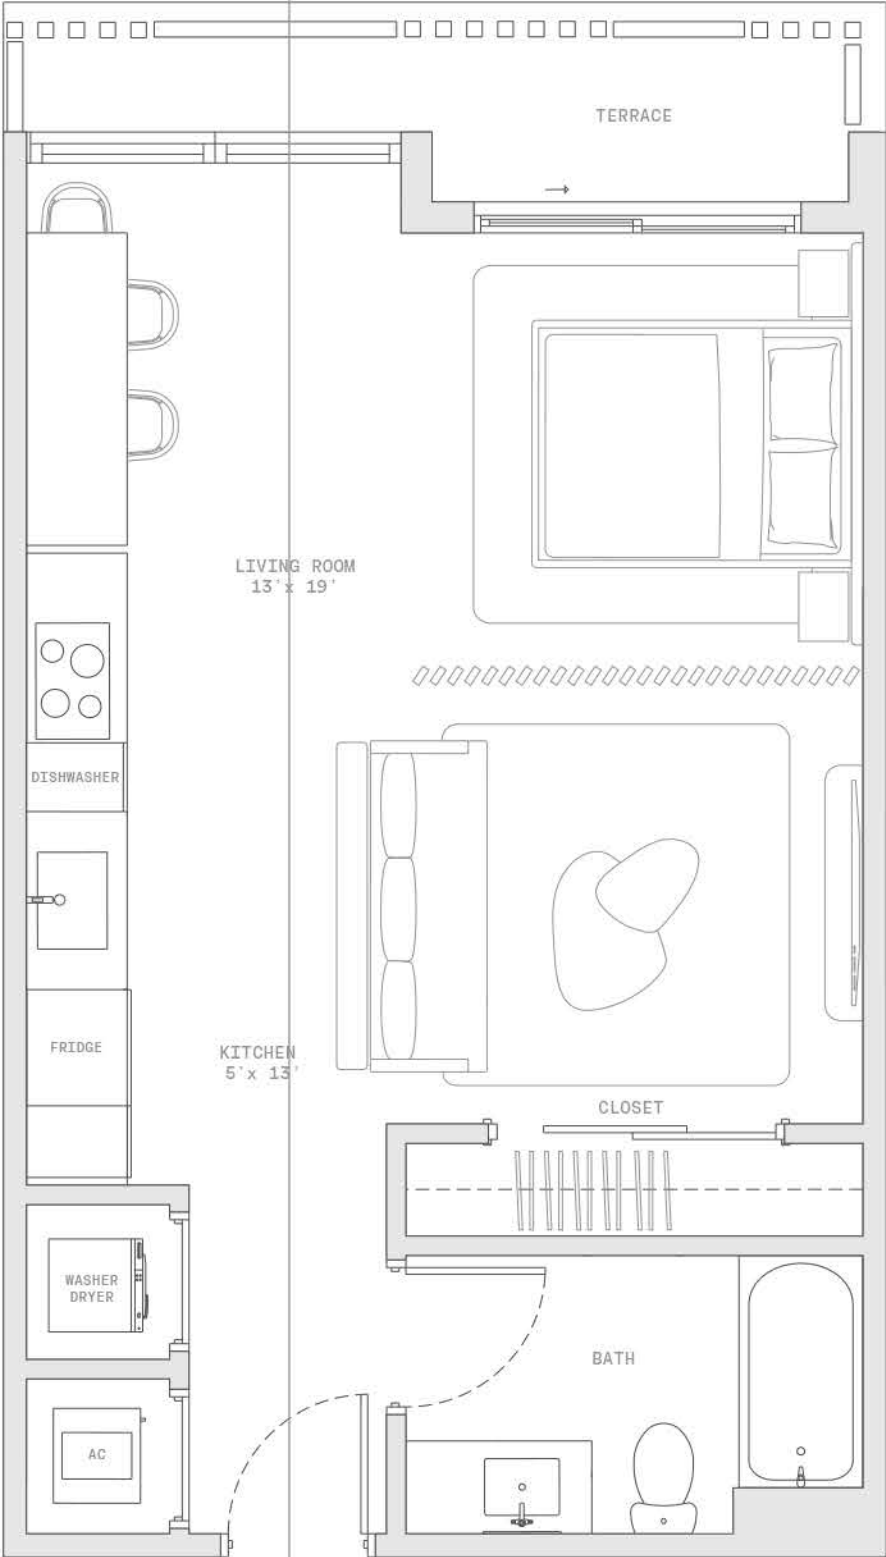 TERRACE
LIVING ROOM
13'x 19'
DISHWASHER
FRIDGE
KITCHEN
5'x 13'
CLOSET
WASHER
DRYER
BATH
AC